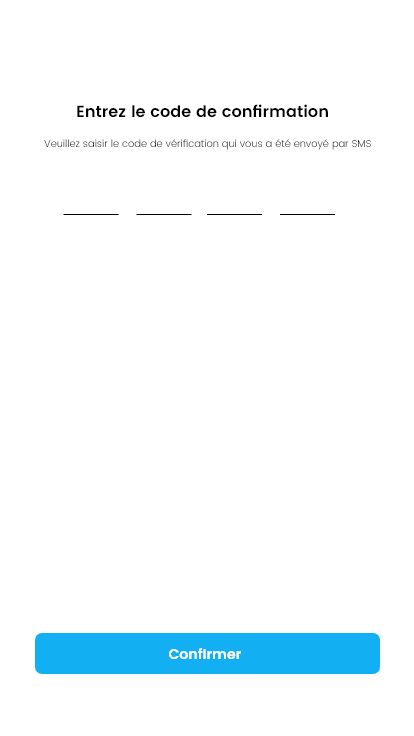 Entrez le code de confirmation
Veuillez saisir le code de vérification qui vous a été envoyé par SMS
Confirmer